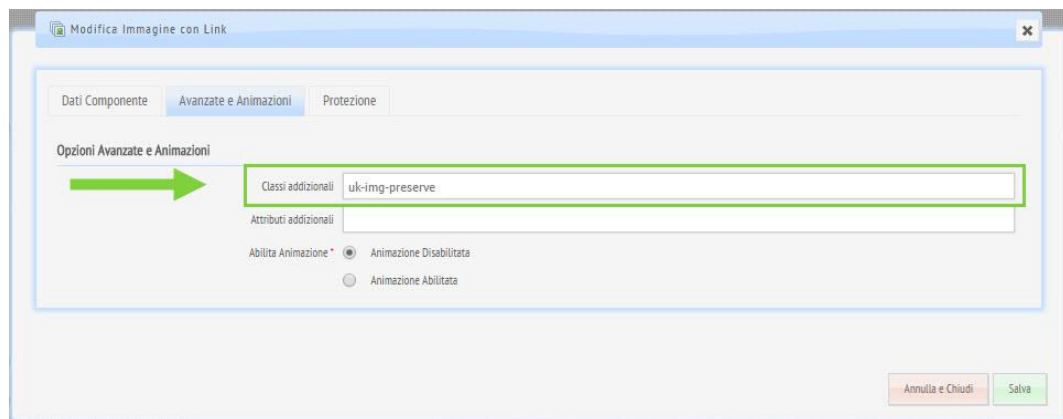 Modifica Immagine con Link
Dati Componente Avanzate e Animazioni Protezione
Opzioni Avanzate e Animazioni
Classi addizionali uk-img-preserve
Attributi addizionali
Abilita Animazione * Animazione Disabilitata
Animazione Abilitata
Annulla e Chiudi Salva